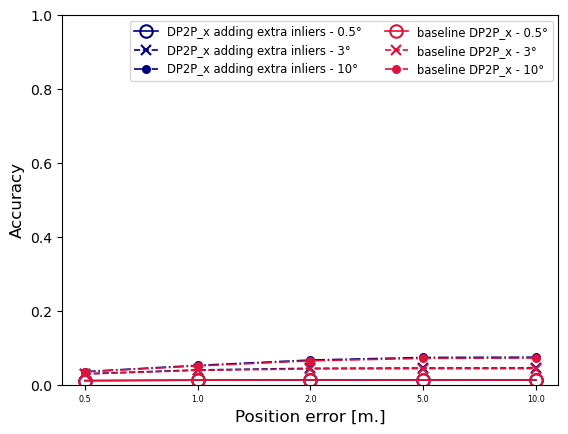 DP2P_x adding extra inliers - 0.5°
DP2P_x adding extra inliers - 3°
DP2P_x adding extra inliers - 10°
baseline DP2P_x - 0.5°
baseline DP2P_x - 3°
baseline DP2P_x - 10°
1.0
0.8
0.6
0.4
0.2
0.0
Accuracy
0.5 1.0 2.0 5.0 10.0
Position error [m.]